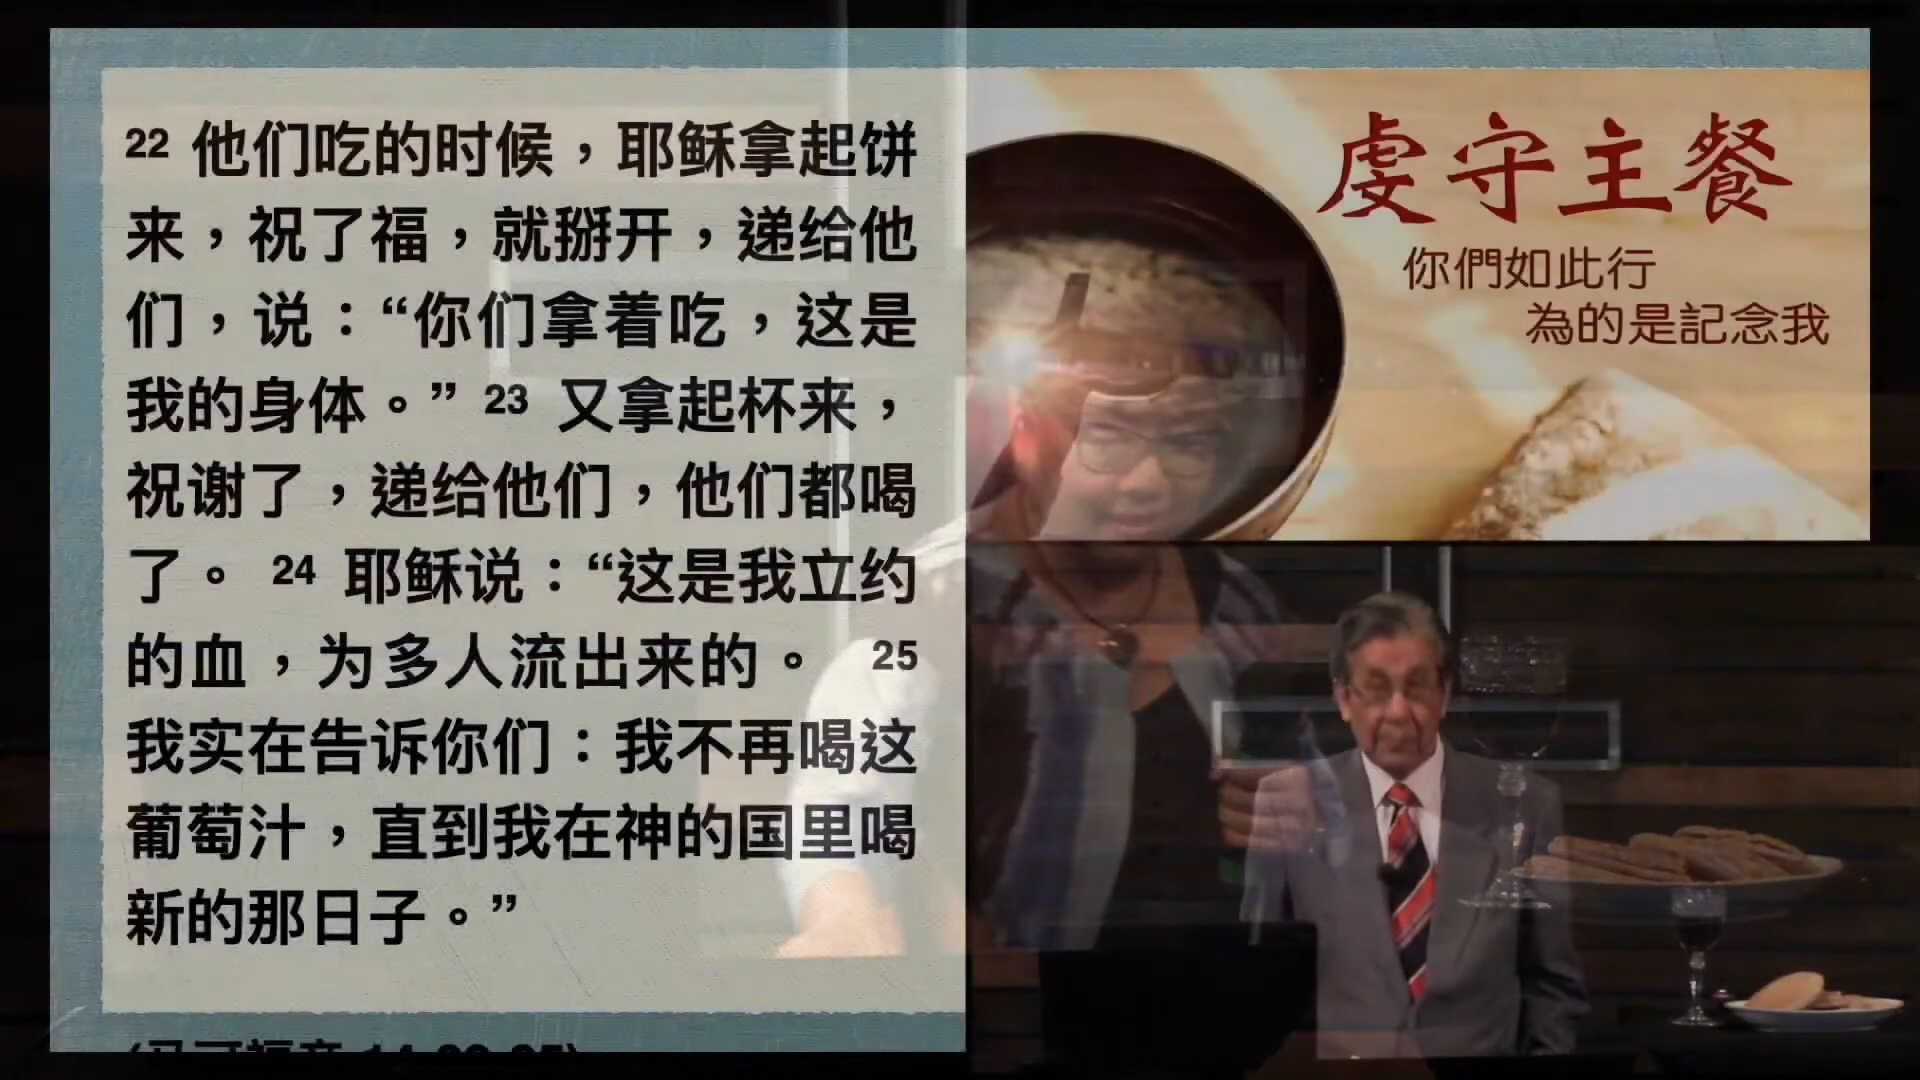 22 他们吃的时候，耶稣拿起饼
来，祝了福，就掰开，递给他
们，说：“你们拿着吃，这是
我的身体。” 23 又拿起杯来，
祝谢了，递给他们，他们都喝
了。 24 耶稣说：“这是我立约
的血，为多人流出来的。 25
我实在告诉你们：我不再喝这
葡萄汁，直到我在神的国里喝
新的那日子。”
虔守主餐
你們如此行
為的是記念我